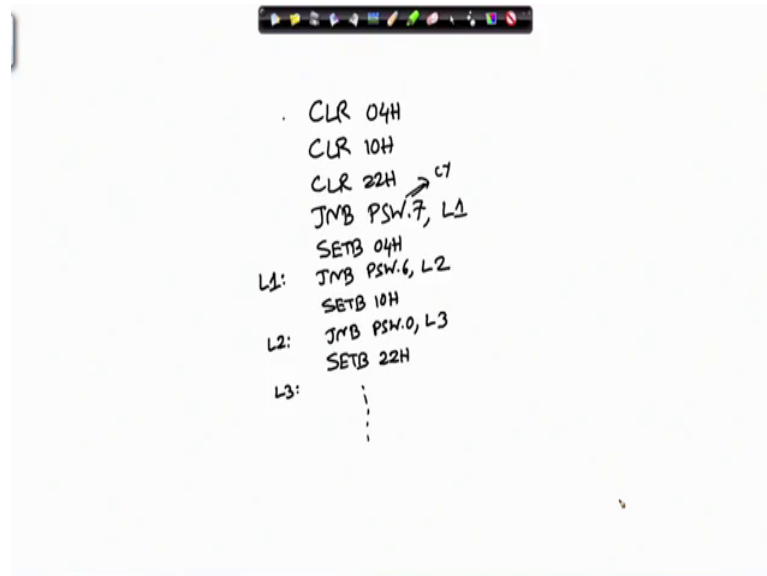 . CLR 04H
CLR 10H
CLR 22H → CY
JNB PSW.7, L1
SETB 04H
L1: JNB PSW.6, L2
SETB 10H
L2: JNB PSW.0, L3
SETB 22H
L3: